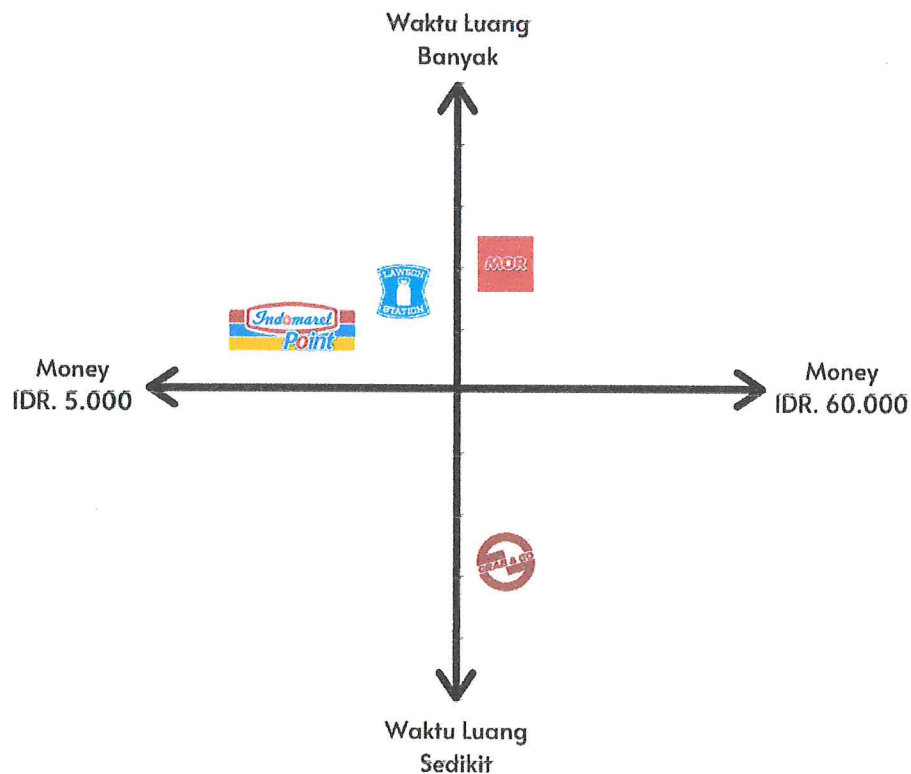 Waktu Luang
Banyak
MOR
LAWSON
STATION
Indomaret
Point
Money
IDR. 5.000
Money
IDR. 60.000
GRAB & GO
Waktu Luang
Sedikit